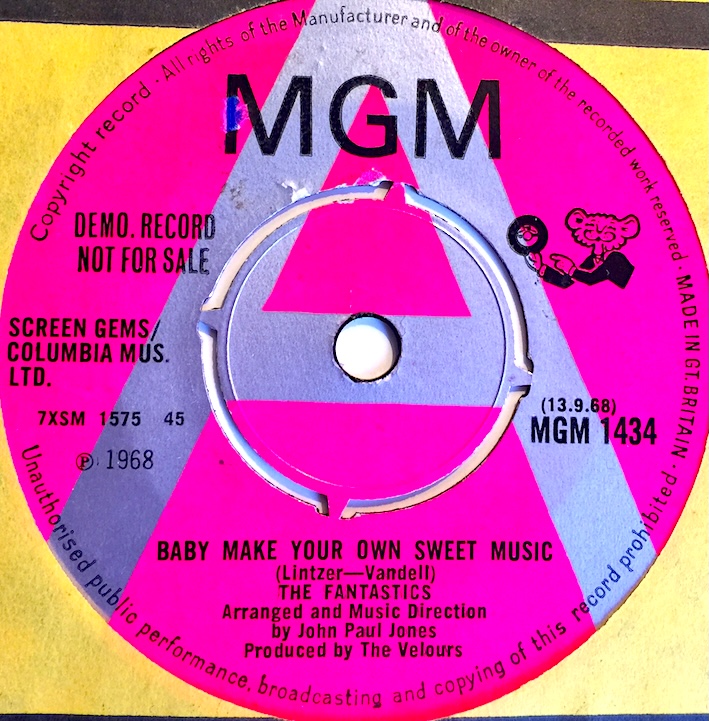 Copyright record · All rights of the Manufacturer and of the owner of the recorded work reserved · MADE IN GT. BRITAIN ·
MGM
DEMO. RECORD
NOT FOR SALE
SCREEN GEMS/
COLUMBIA MUS.
LTD.
7XSM 1575 45
℗ 1968
(13.9.68)
MGM 1434
BABY MAKE YOUR OWN SWEET MUSIC
(Lintzer—Vandell)
THE FANTASTICS
Arranged and Music Direction
by John Paul Jones
Produced by The Velours
Unauthorised public performance, broadcasting and copying of this record prohibited ·